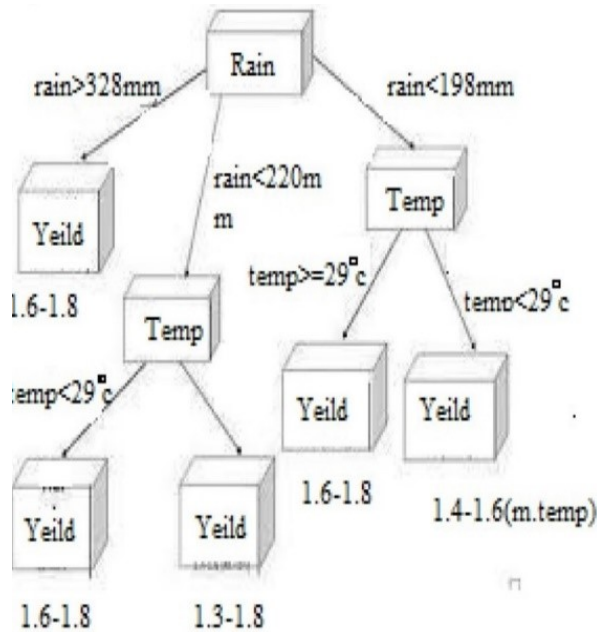 Rain
rain>328mm
rain<198mm
rain<220m
m
Temp
Yeild
temp>=29°c
temp<29°c
1.6-1.8
Temp
temp<29°c
Yeild
Yeild
1.6-1.8
1.4-1.6(m.temp)
Yeild
Yeild
1.6-1.8
1.3-1.8